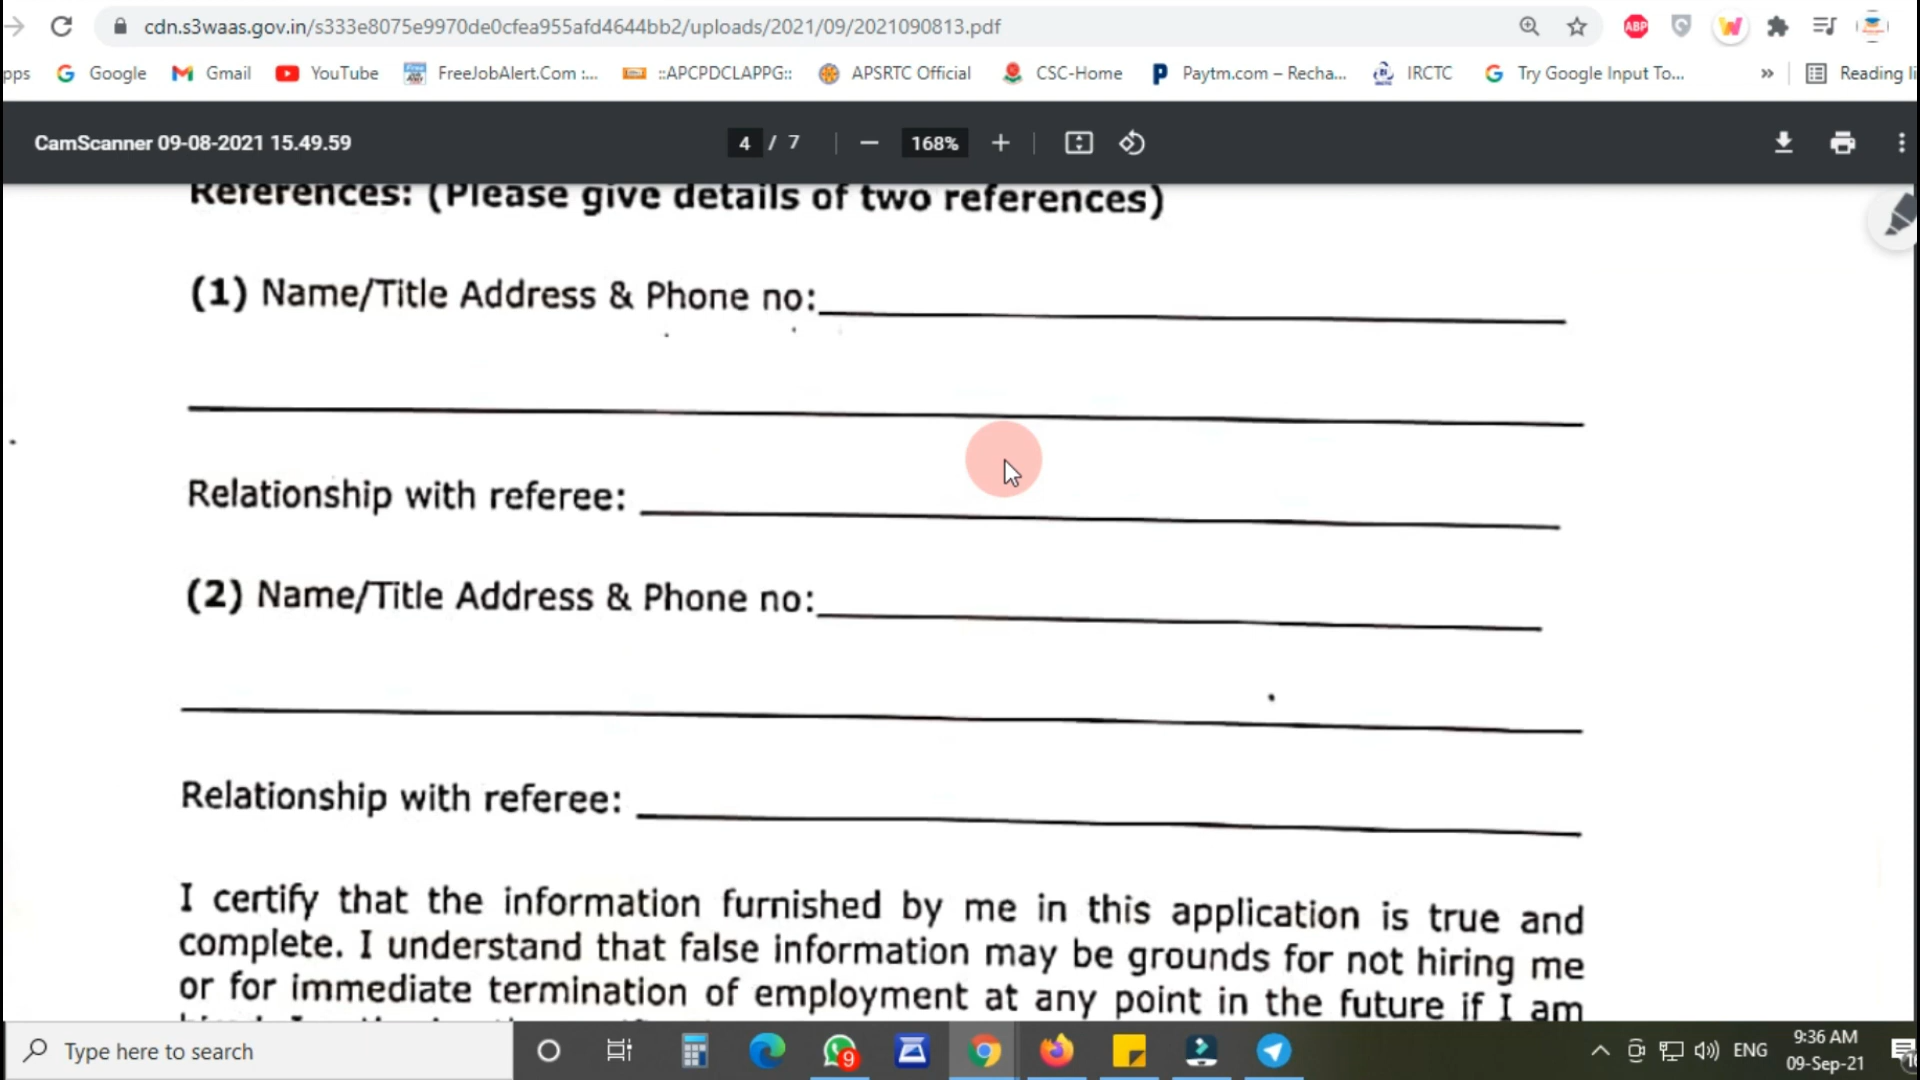 cdn.s3waas.gov.in/s333e8075e9970de0cfea955afd4644bb2/uploads/2021/09/2021090813.pdf
ABP
Google Gmail YouTube FreeJobAlert.Com :... ::APCPDCLAPPG:: APSRTC Official CSC-Home Paytm.com – Recha... IRCTC Try Google Input To... » Reading li
CamScanner 09-08-2021 15.49.59 4 / 7 168%
References: (Please give details of two references)
(1) Name/Title Address & Phone no:
Relationship with referee:
(2) Name/Title Address & Phone no:
Relationship with referee:
I certify that the information furnished by me in this application is true and
complete. I understand that false information may be grounds for not hiring me
or for immediate termination of employment at any point in the future if I am
Type here to search 9 ENG 9:36 AM
09-Sep-21